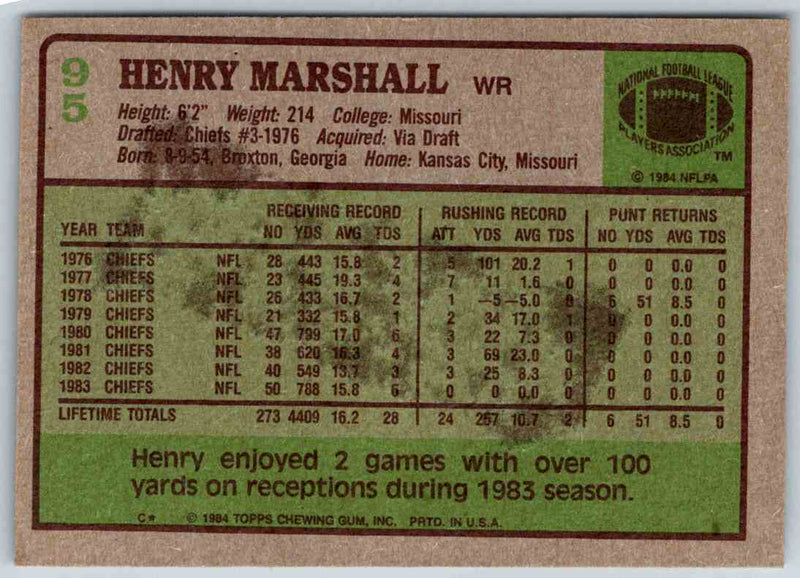 95
HENRY MARSHALL WR
Height: 6'2" Weight: 214 College: Missouri
Drafted: Chiefs #3-1976 Acquired: Via Draft
Born: 8-9-54, Broxton, Georgia Home: Kansas City, Missouri
NATIONAL FOOTBALL LEAGUE
PLAYERS ASSOCIATION
TM
© 1984 NFLPA
RECEIVING RECORD RUSHING RECORD PUNT RETURNS
YEAR TEAM NO YDS AVG TDS ATT YDS AVG TDS NO YDS AVG TDS
1976 CHIEFS NFL 28 443 15.8 2 5 101 20.2 1 0 0 0.0 0
1977 CHIEFS NFL 23 445 19.3 4 7 11 1.6 0 0 0 0.0 0
1978 CHIEFS NFL 26 433 16.7 2 1 -5 -5.0 0 6 51 8.5 0
1979 CHIEFS NFL 21 332 15.8 1 2 34 17.0 1 0 0 0.0 0
1980 CHIEFS NFL 47 799 17.0 6 3 22 7.3 0 0 0 0.0 0
1981 CHIEFS NFL 38 620 16.3 4 3 69 23.0 0 0 0 0.0 0
1982 CHIEFS NFL 40 549 13.7 3 3 25 8.3 0 0 0 0.0 0
1983 CHIEFS NFL 50 788 15.8 6 0 0 0.0 0 0 0 0.0 0
LIFETIME TOTALS 273 4409 16.2 28 24 257 10.7 2 6 51 8.5 0
Henry enjoyed 2 games with over 100
yards on receptions during 1983 season.
C* © 1984 TOPPS CHEWING GUM, INC. PRTD. IN U.S.A.